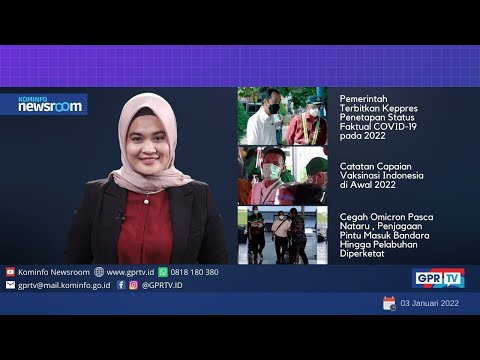 KOMINFO
newsroom
Pemerintah
Terbitkan Keppres
Penetapan Status
Faktual COVID-19
pada 2022
Catatan Capaian
Vaksinasi Indonesia
di Awal 2022
Cegah Omicron Pasca
Nataru , Penjagaan
Pintu Masuk Bandara
Hingga Pelabuhan
Diperketat
Kominfo Newsroom www.gprtv.id 0818 180 380
gprtv@mail.kominfo.go.id @GPRTV.ID
GPR TV
03 Januari 2022